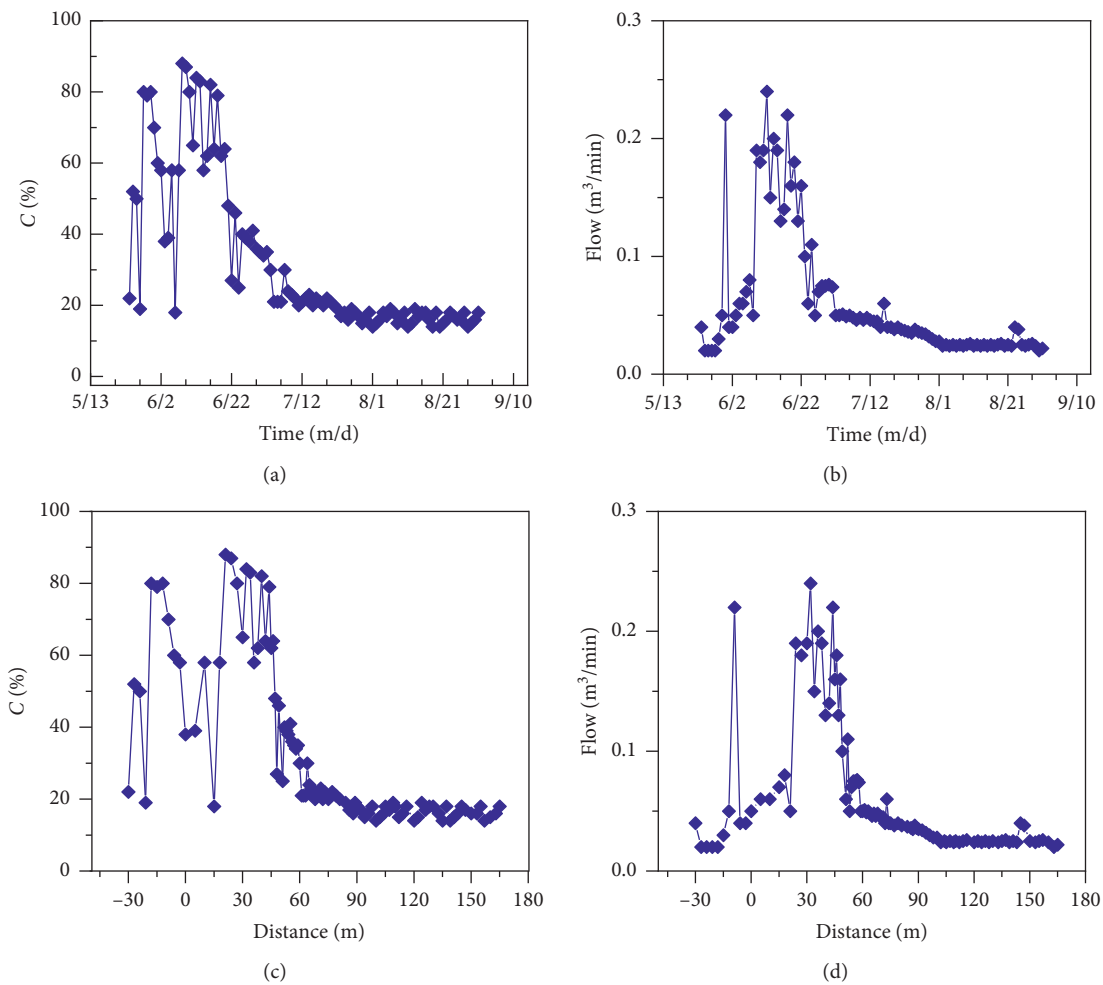 100
80
60
40
20
0
C (%)
5/13 6/2 6/22 7/12 8/1 8/21 9/10
Time (m/d)
(a)
0.3
0.2
0.1
0.0
Flow (m³/min)
5/13 6/2 6/22 7/12 8/1 8/21 9/10
Time (m/d)
(b)
100
80
60
40
20
0
C (%)
−30 0 30 60 90 120 150 180
Distance (m)
(c)
0.3
0.2
0.1
0.0
Flow (m³/min)
−30 0 30 60 90 120 150 180
Distance (m)
(d)